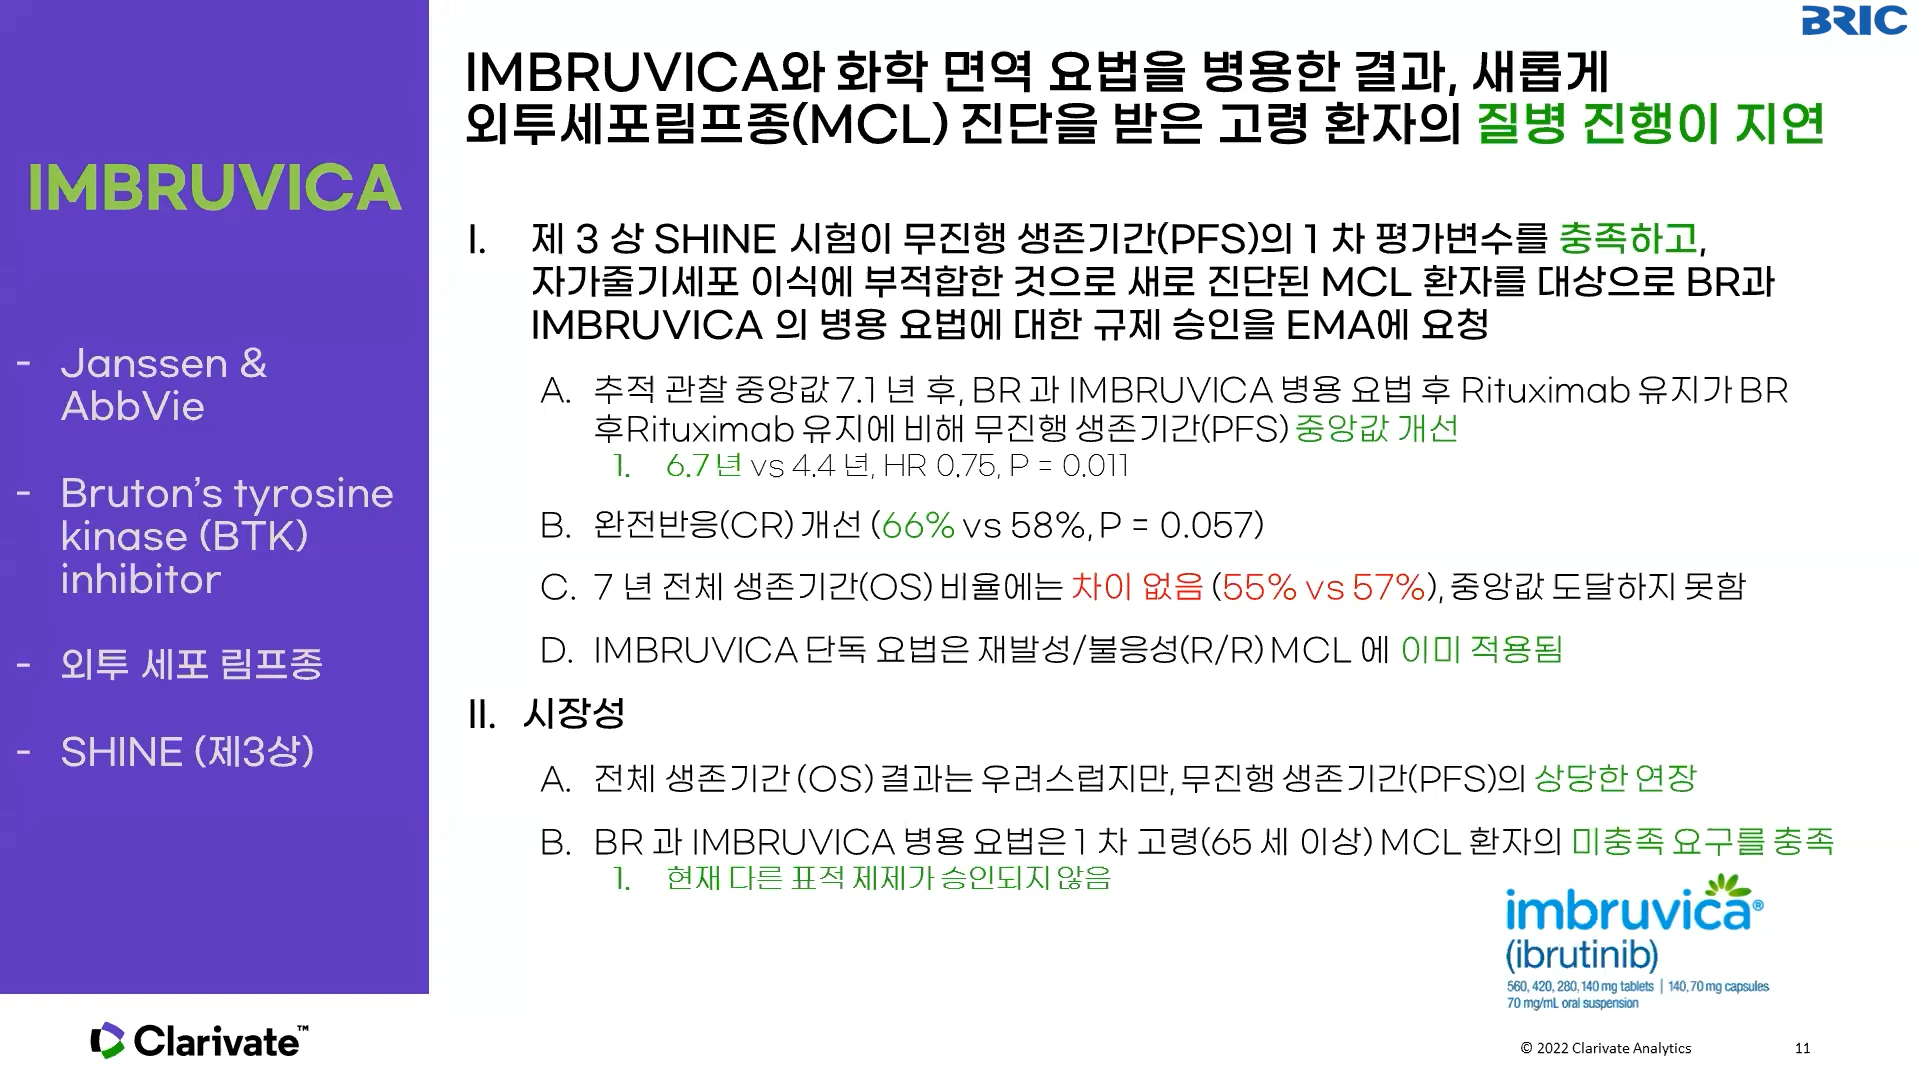 BRIC
IMBRUVICA와 화학 면역 요법을 병용한 결과, 새롭게
외투세포림프종(MCL) 진단을 받은 고령 환자의 질병 진행이 지연
IMBRUVICA
- Janssen &
AbbVie
- Bruton's tyrosine
kinase (BTK)
inhibitor
- 외투 세포 림프종
- SHINE (제3상)
I. 제 3 상 SHINE 시험이 무진행 생존기간(PFS)의 1 차 평가변수를 충족하고,
자가줄기세포 이식에 부적합한 것으로 새로 진단된 MCL 환자를 대상으로 BR과
IMBRUVICA 의 병용 요법에 대한 규제 승인을 EMA에 요청
A. 추적 관찰 중앙값 7.1 년 후, BR 과 IMBRUVICA 병용 요법 후 Rituximab 유지가 BR
후Rituximab 유지에 비해 무진행 생존기간(PFS) 중앙값 개선
1. 6.7 년 vs 4.4 년, HR 0.75, P = 0.011
B. 완전반응(CR) 개선 (66% vs 58%, P = 0.057)
C. 7 년 전체 생존기간(OS) 비율에는 차이 없음 (55% vs 57%), 중앙값 도달하지 못함
D. IMBRUVICA 단독 요법은 재발성/불응성(R/R) MCL 에 이미 적용됨
II. 시장성
A. 전체 생존기간 (OS) 결과는 우려스럽지만, 무진행 생존기간(PFS)의 상당한 연장
B. BR 과 IMBRUVICA 병용 요법은 1 차 고령(65 세 이상) MCL 환자의 미충족 요구를 충족
1. 현재 다른 표적 제제가 승인되지 않음
imbruvica®
(ibrutinib)
560, 420, 280, 140 mg tablets | 140, 70 mg capsules
70 mg/mL oral suspension
Clarivate™
© 2022 Clarivate Analytics
11